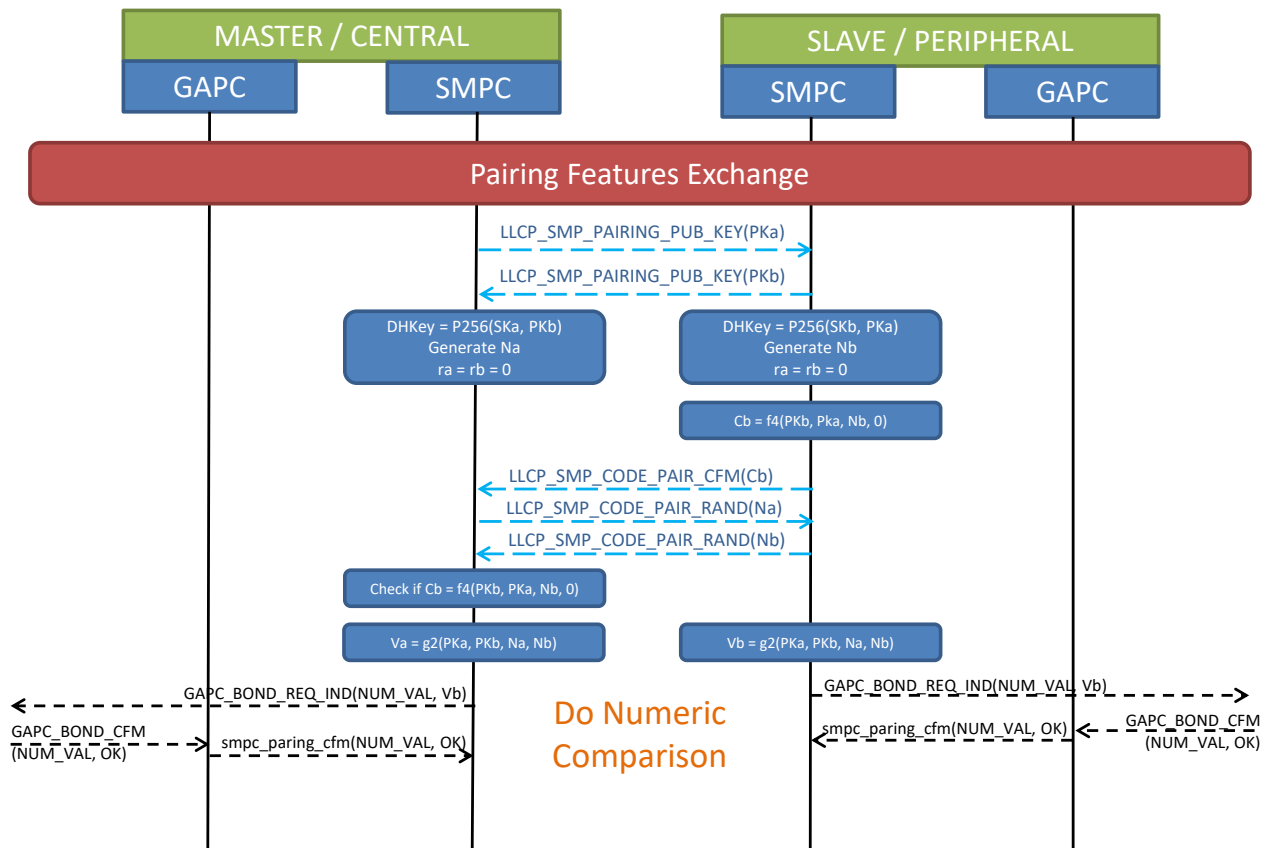 MASTER / CENTRAL
SLAVE / PERIPHERAL
GAPC
SMPC
SMPC
GAPC
Pairing Features Exchange
LLCP_SMP_PAIRING_PUB_KEY(PKa)
LLCP_SMP_PAIRING_PUB_KEY(PKb)
DHKey = P256(SKa, PKb)
Generate Na
ra = rb = 0
DHKey = P256(SKb, PKa)
Generate Nb
ra = rb = 0
Cb = f4(PKb, Pka, Nb, 0)
LLCP_SMP_CODE_PAIR_CFM(Cb)
LLCP_SMP_CODE_PAIR_RAND(Na)
LLCP_SMP_CODE_PAIR_RAND(Nb)
Check if Cb = f4(PKb, PKa, Nb, 0)
Va = g2(PKa, PKb, Na, Nb)
Vb = g2(PKa, PKb, Na, Nb)
GAPC_BOND_REQ_IND(NUM_VAL, Vb)
GAPC_BOND_REQ_IND(NUM_VAL, Vb)
Do Numeric
Comparison
GAPC_BOND_CFM
(NUM_VAL, OK)
smpc_paring_cfm(NUM_VAL, OK)
smpc_paring_cfm(NUM_VAL, OK)
GAPC_BOND_CFM
(NUM_VAL, OK)